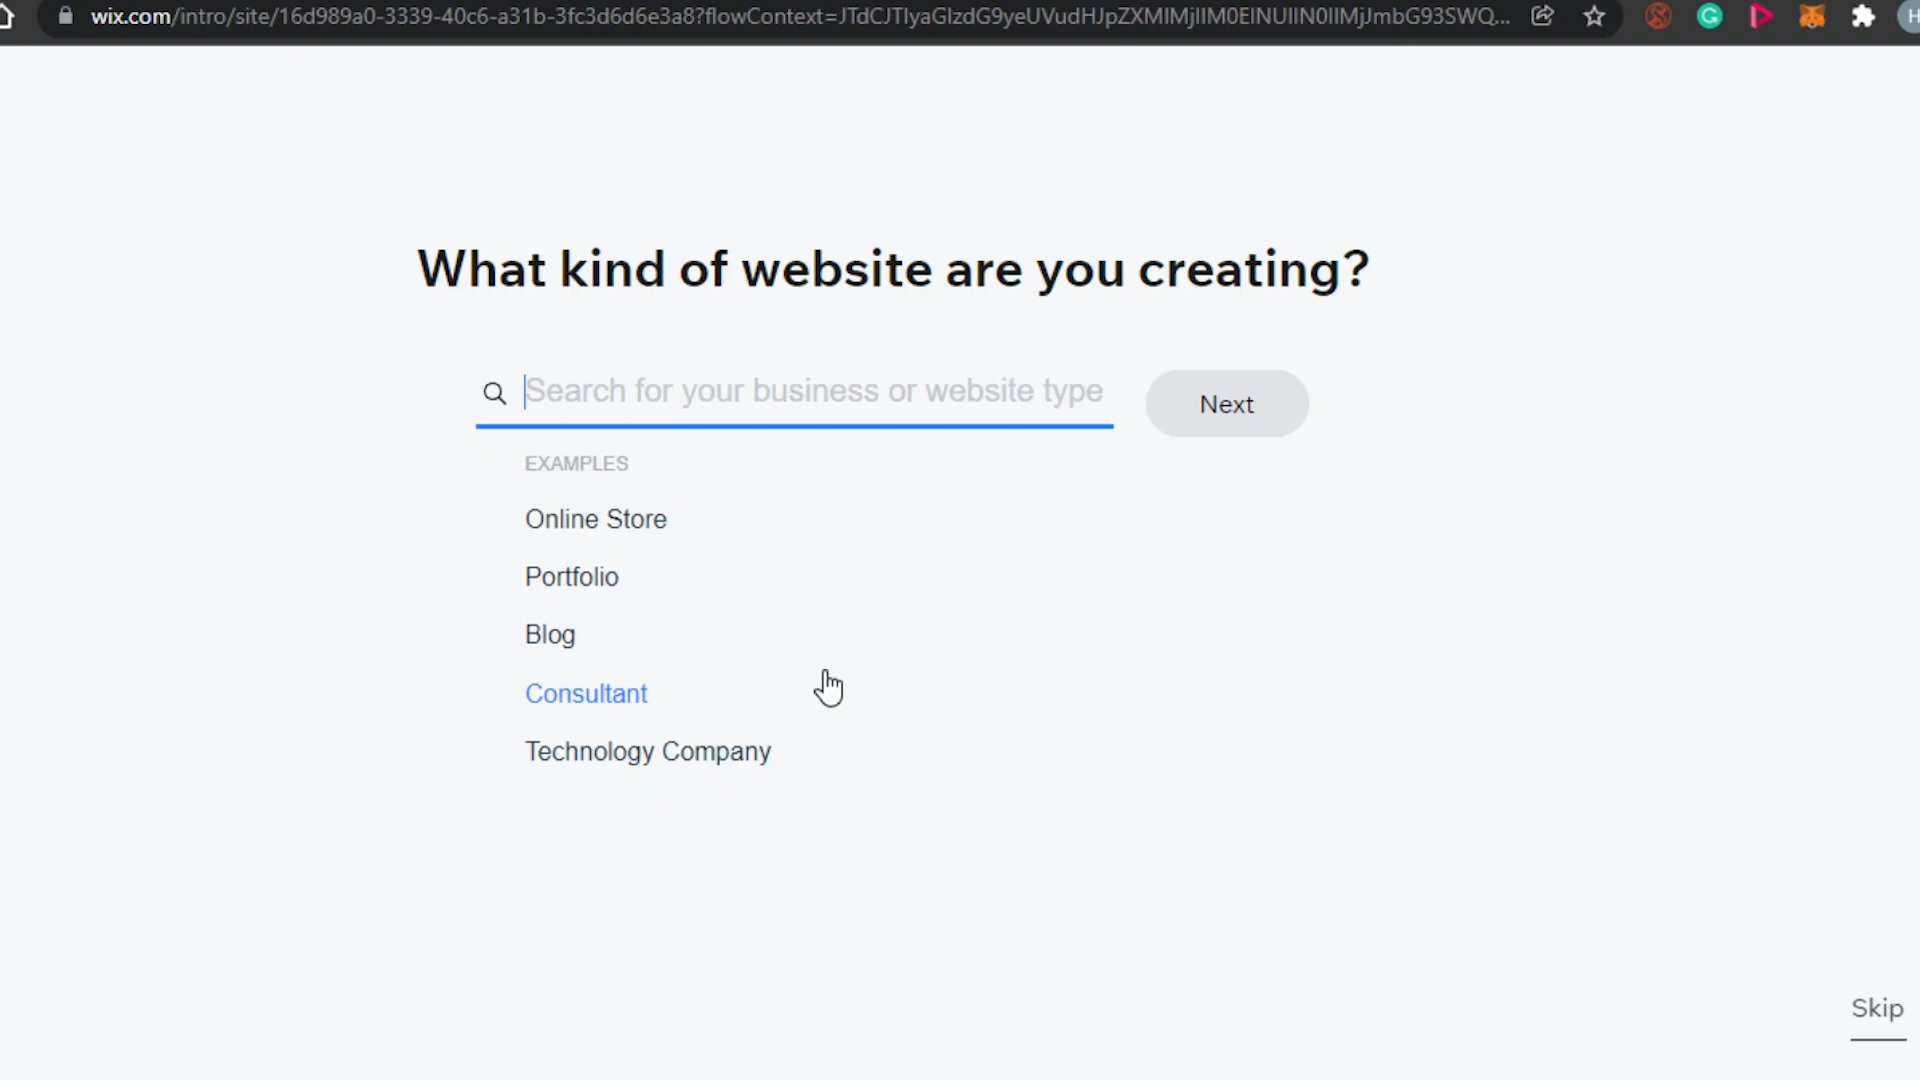 wix.com/intro/site/16d989a0-3339-40c6-a31b-3fc3d6d6e3a8?flowContext=
What kind of website are you creating?
Search for your business or website type
Next
EXAMPLES
Online Store
Portfolio
Blog
Consultant
Technology Company
Skip